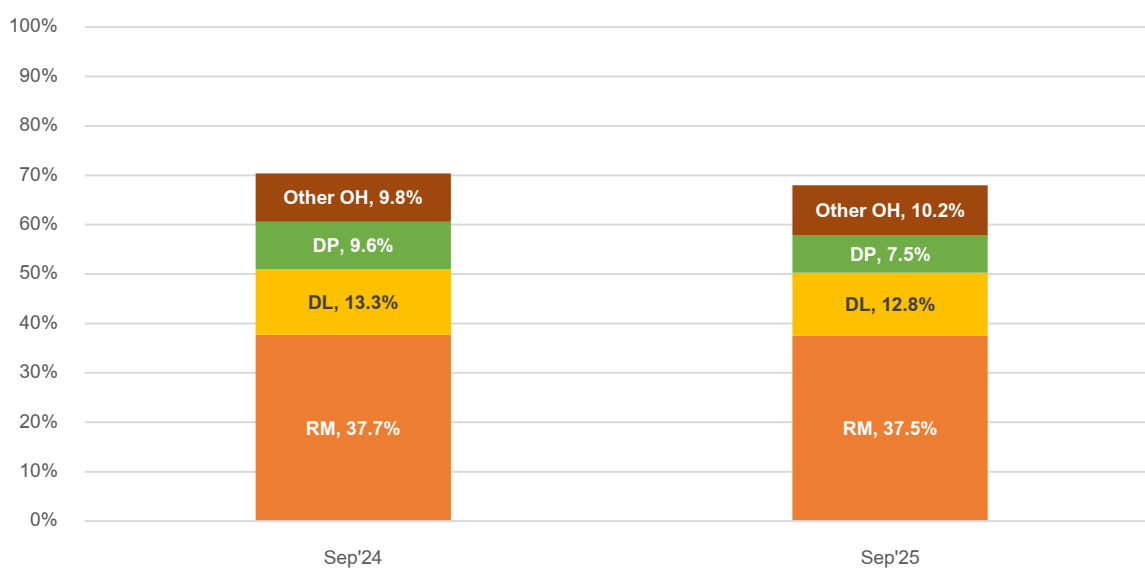 100%
90%
80%
70%
60%
50%
40%
30%
20%
10%
0%
Other OH, 9.8%
DP, 9.6%
DL, 13.3%
RM, 37.7%
Other OH, 10.2%
DP, 7.5%
DL, 12.8%
RM, 37.5%
Sep'24
Sep'25